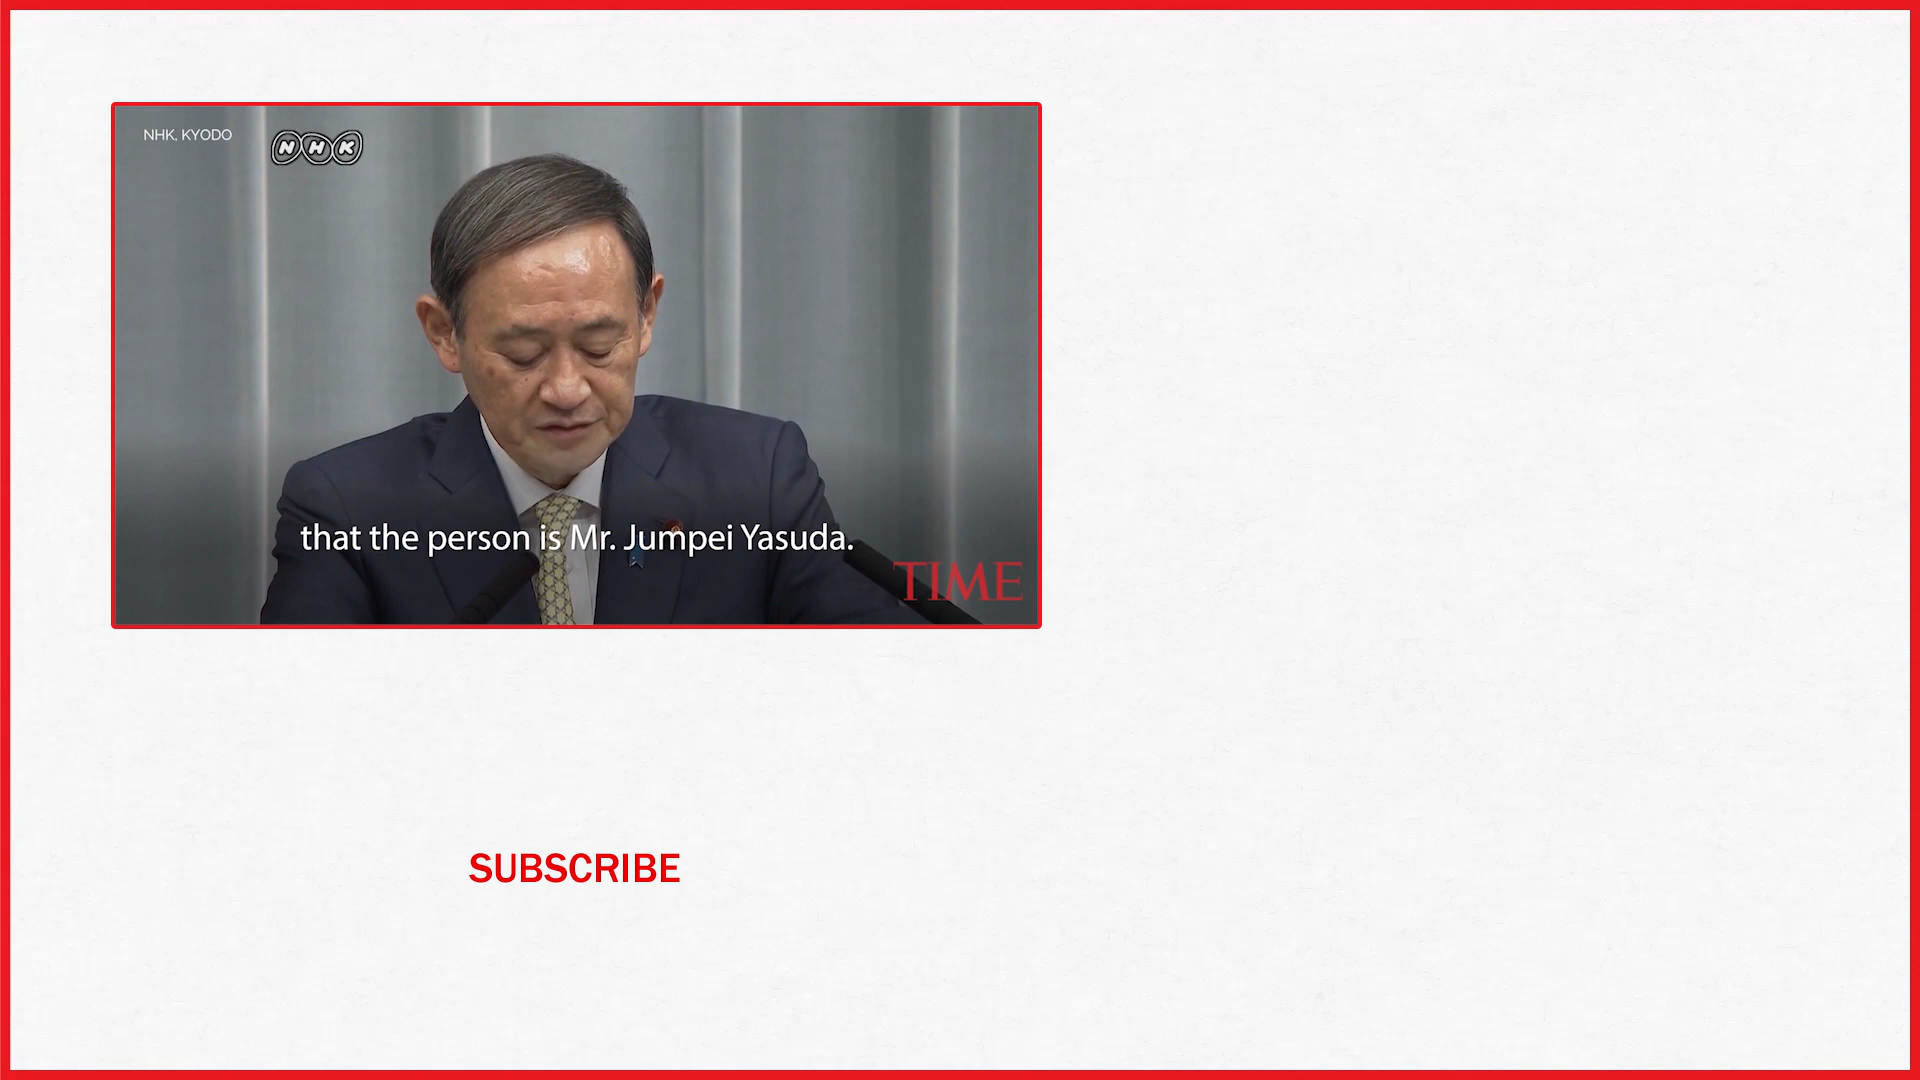 NHK, KYODO
NHK
that the person is Mr. Jumpei Yasuda.
TIME
SUBSCRIBE